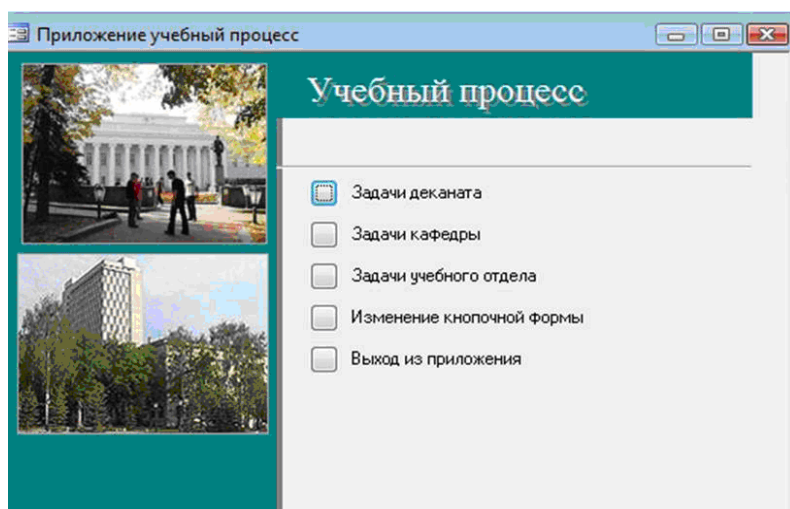 Приложение учебный процесс
Учебный процесс
Задачи деканата
Задачи кафедры
Задачи учебного отдела
Изменение кнопочной формы
Выход из приложения